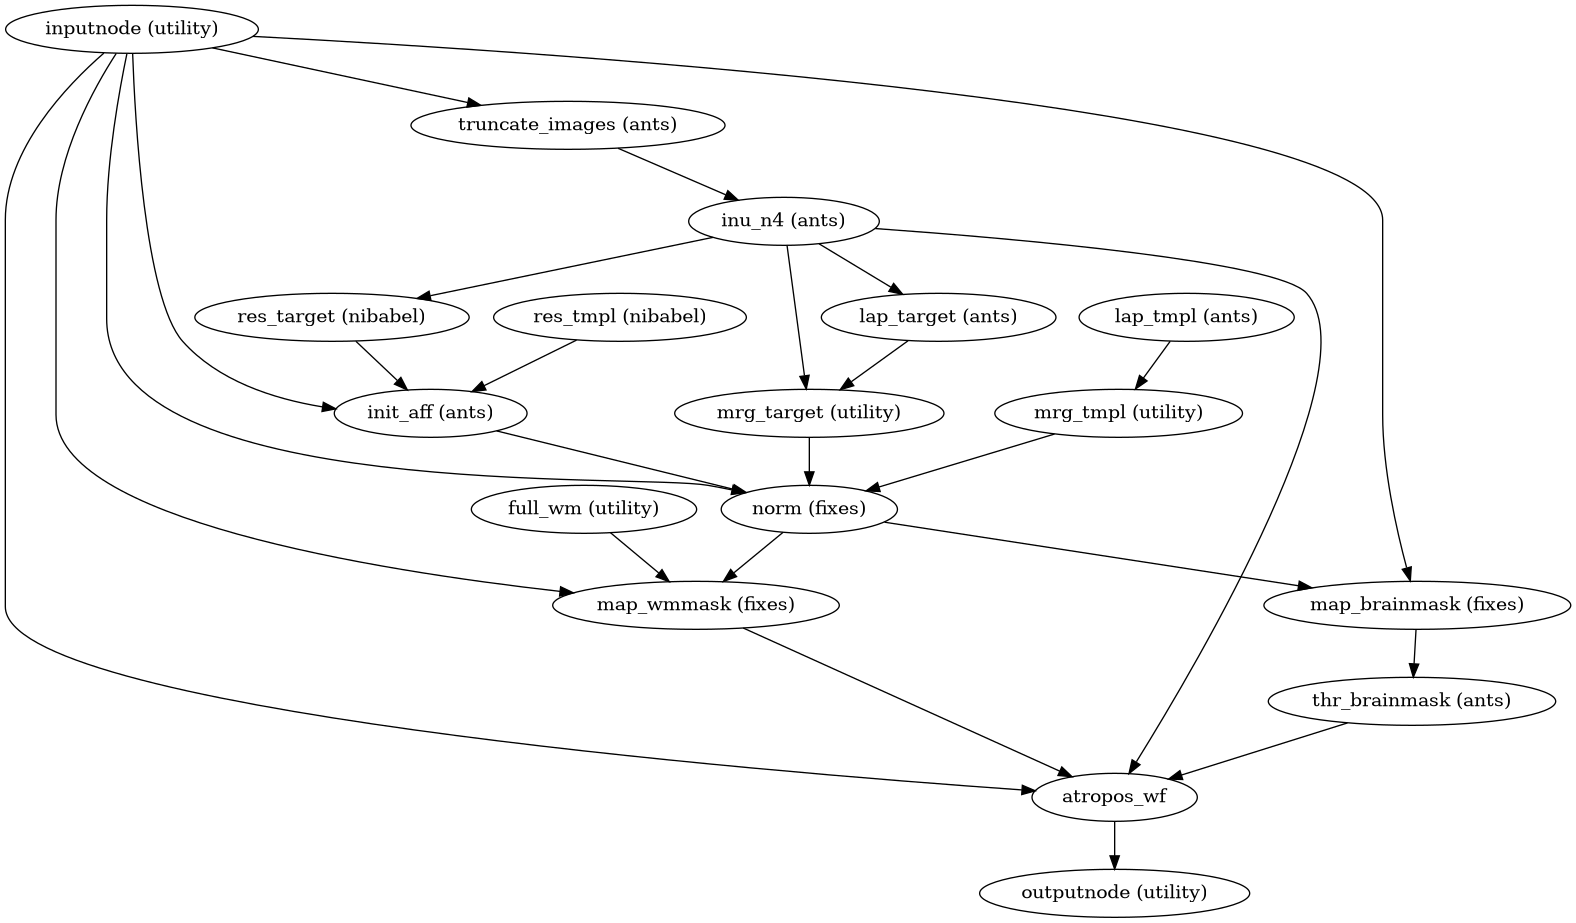 inputnode (utility)
truncate_images (ants)
inu_n4 (ants)
res_target (nibabel)
res_tmpl (nibabel)
lap_target (ants)
lap_tmpl (ants)
init_aff (ants)
mrg_target (utility)
mrg_tmpl (utility)
full_wm (utility)
norm (fixes)
map_wmmask (fixes)
map_brainmask (fixes)
thr_brainmask (ants)
atropos_wf
outputnode (utility)